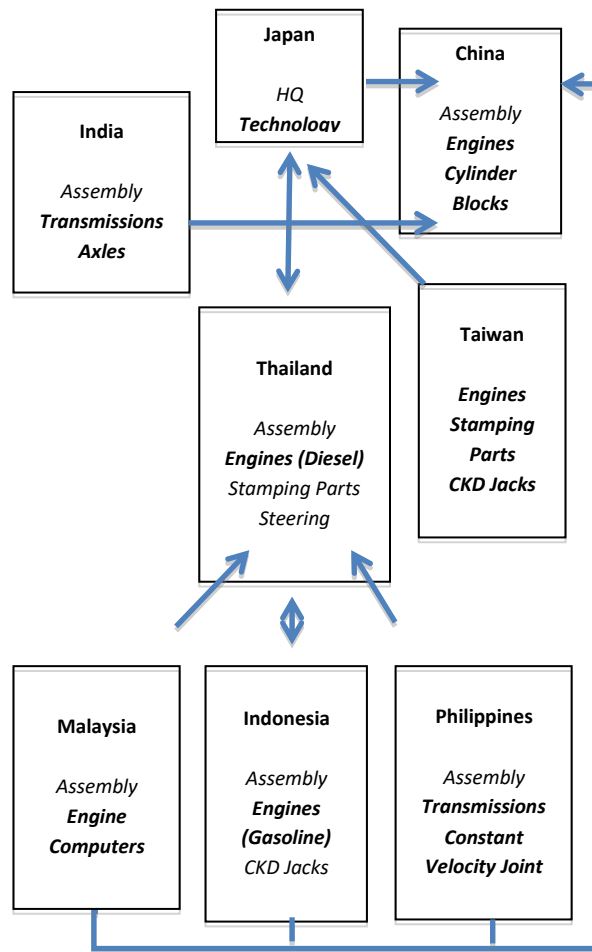 Japan
HQ
Technology
China
Assembly
Engines
Cylinder
Blocks
India
Assembly
Transmissions
Axles
Thailand
Assembly
Engines (Diesel)
Stamping Parts
Steering
Taiwan
Engines
Stamping
Parts
CKD Jacks
Malaysia
Assembly
Engine
Computers
Indonesia
Assembly
Engines
(Gasoline)
CKD Jacks
Philippines
Assembly
Transmissions
Constant
Velocity Joint